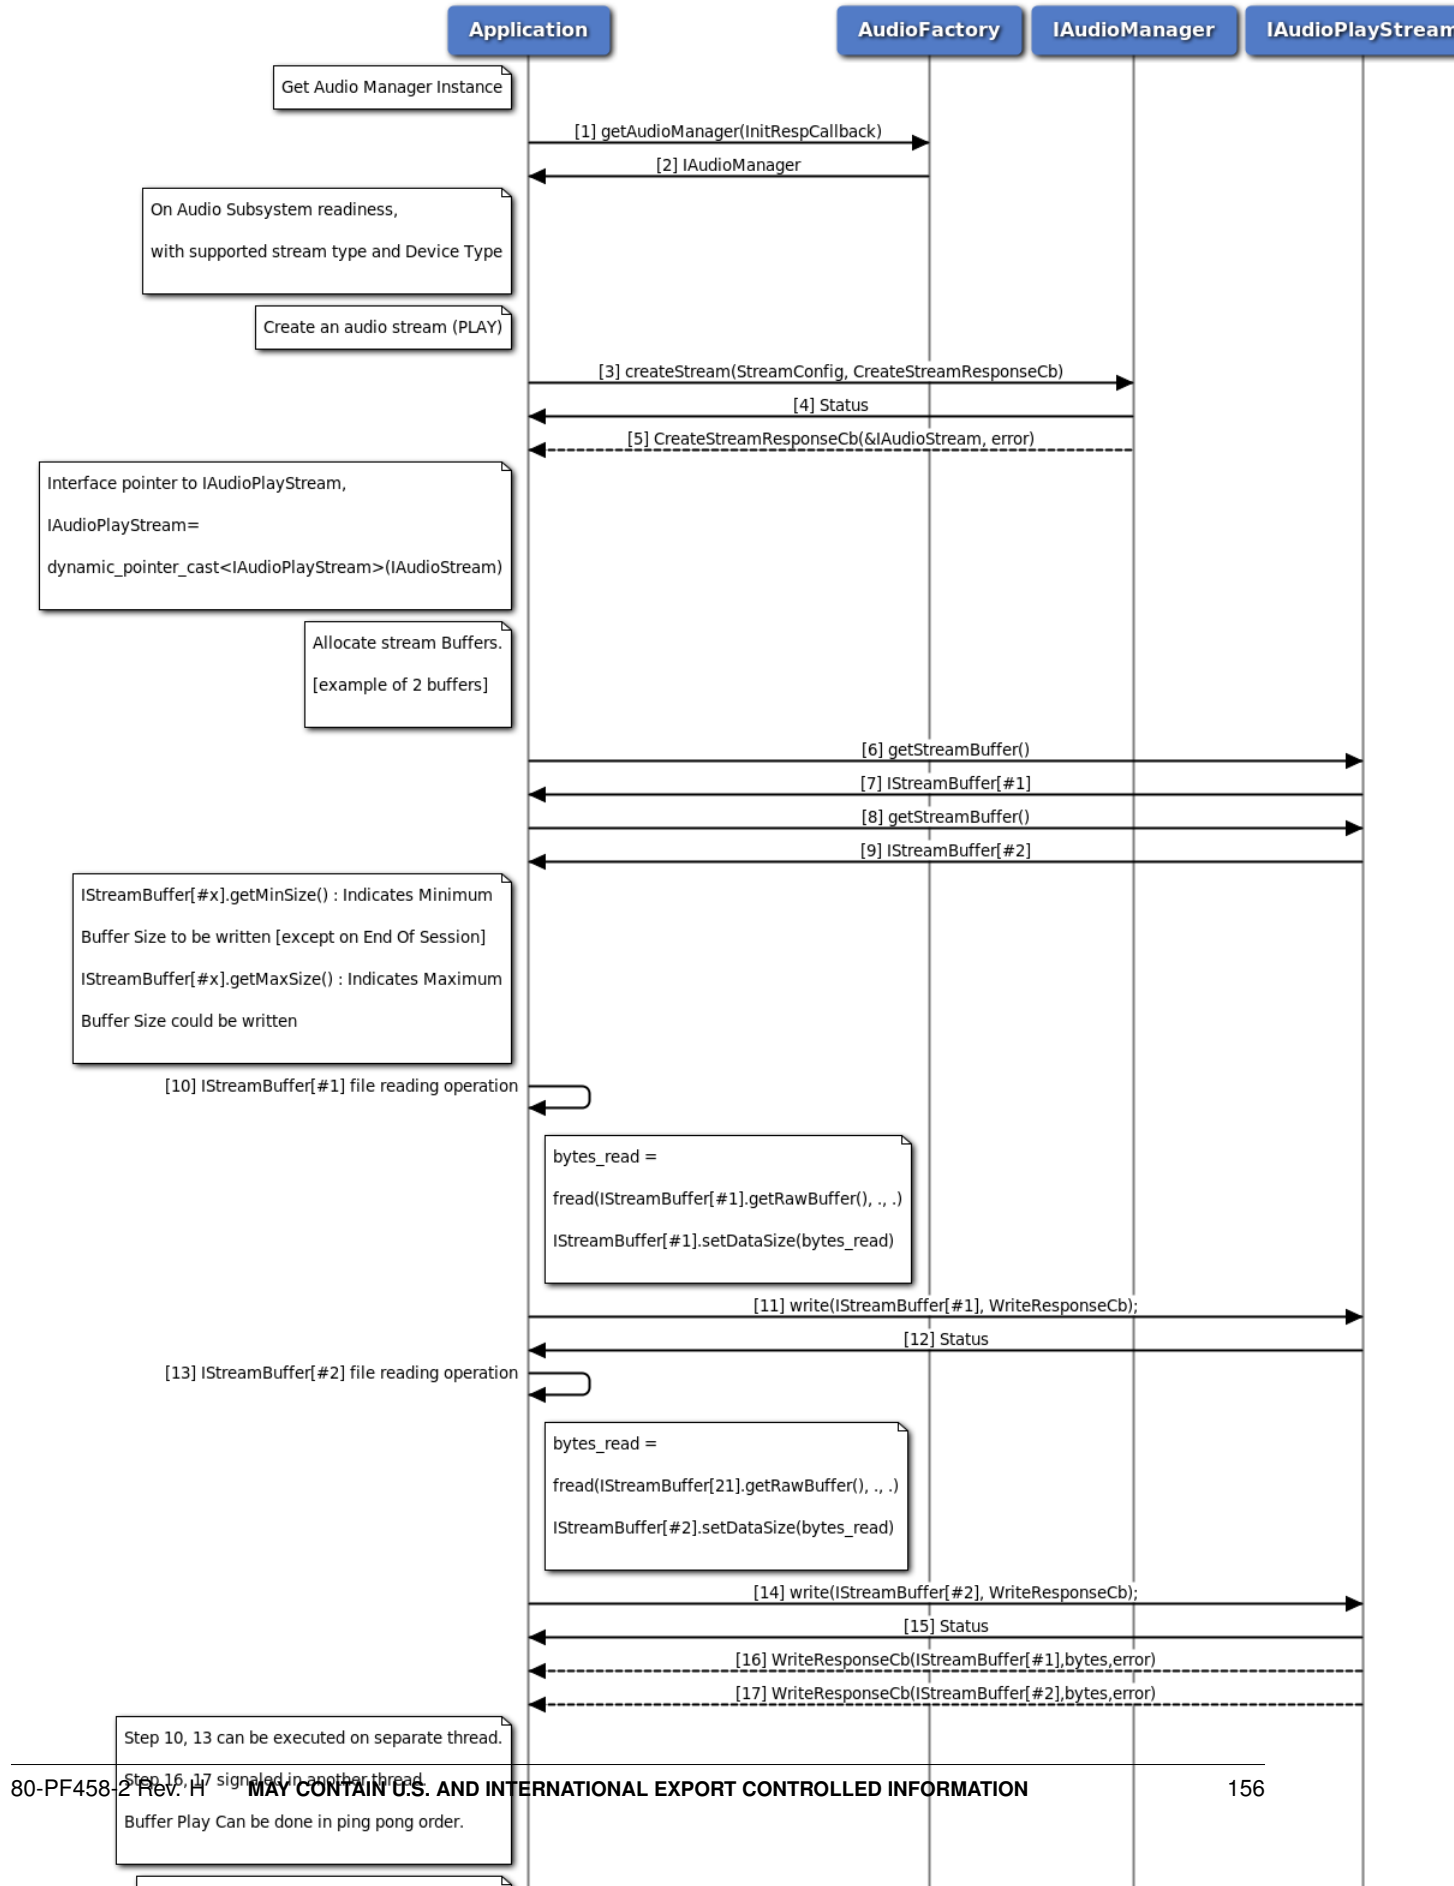 Application
AudioFactory
IAudioManager
IAudioPlayStream
Get Audio Manager Instance
[1] getAudioManager(InitRespCallback)
[2] IAudioManager
On Audio Subsystem readiness,
with supported stream type and Device Type
Create an audio stream (PLAY)
[3] createStream(StreamConfig, CreateStreamResponseCb)
[4] Status
[5] CreateStreamResponseCb(&IAudioStream, error)
Interface pointer to IAudioPlayStream,
IAudioPlayStream=
dynamic_pointer_cast<IAudioPlayStream>(IAudioStream)
Allocate stream Buffers.
[example of 2 buffers]
[6] getStreamBuffer()
[7] IStreamBuffer[#1]
[8] getStreamBuffer()
[9] IStreamBuffer[#2]
IStreamBuffer[#x].getMinSize() : Indicates Minimum
Buffer Size to be written [except on End Of Session]
IStreamBuffer[#x].getMaxSize() : Indicates Maximum
Buffer Size could be written
[10] IStreamBuffer[#1] file reading operation
bytes_read =
fread(IStreamBuffer[#1].getRawBuffer(), ., .)
IStreamBuffer[#1].setDataSize(bytes_read)
[11] write(IStreamBuffer[#1], WriteResponseCb);
[12] Status
[13] IStreamBuffer[#2] file reading operation
bytes_read =
fread(IStreamBuffer[21].getRawBuffer(), ., .)
IStreamBuffer[#2].setDataSize(bytes_read)
[14] write(IStreamBuffer[#2], WriteResponseCb);
[15] Status
[16] WriteResponseCb(IStreamBuffer[#1],bytes,error)
[17] WriteResponseCb(IStreamBuffer[#2],bytes,error)
Step 10, 13 can be executed on separate thread.
Step 16, 17 signaled in another thread.
80-PF458-2 Rev. H MAY CONTAIN U.S. AND INTERNATIONAL EXPORT CONTROLLED INFORMATION 156
Buffer Play Can be done in ping pong order.